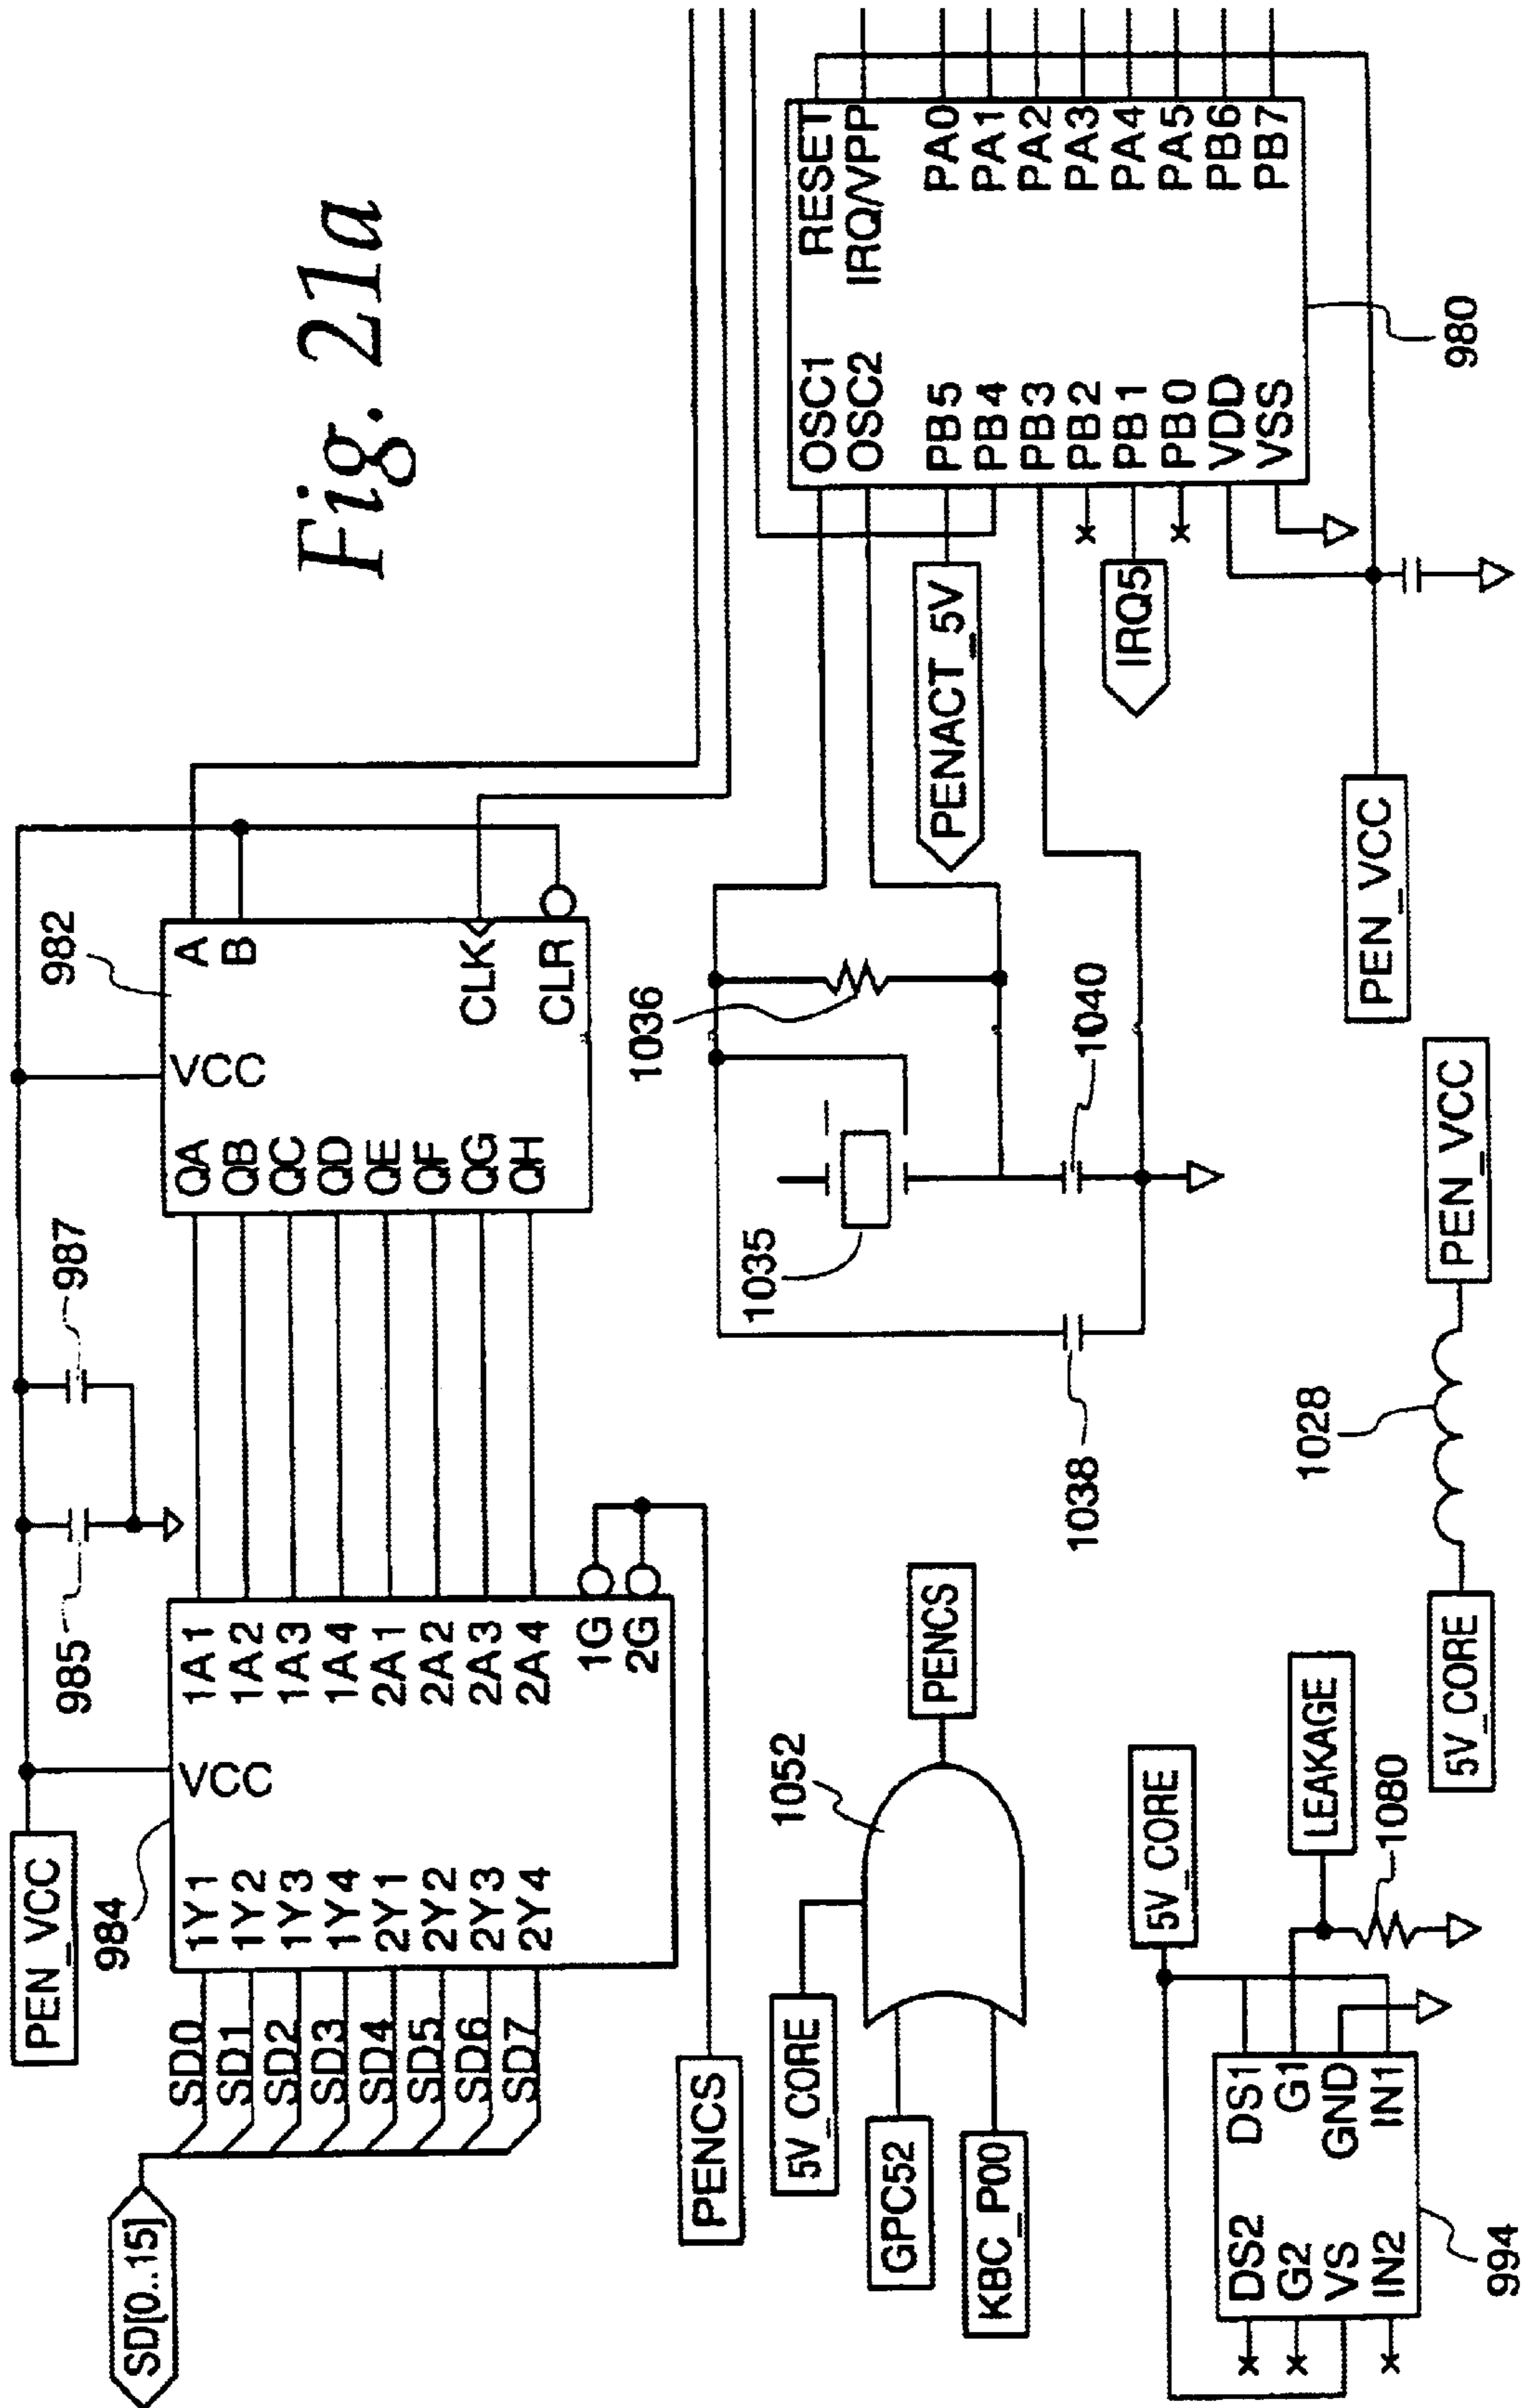 Fig. 21a
SD[0..15]
PEN_VCC
984
985
987
982
SD0
SD1
SD2
SD3
SD4
SD5
SD6
SD7
1Y1
1Y2
1Y3
1Y4
2Y1
2Y2
2Y3
2Y4
VCC
1A1
1A2
1A3
1A4
2A1
2A2
2A3
2A4
1G
2G
QA
QB
QC
QD
QE
QF
QG
QH
VCC
A
B
CLK
CLR
PENCS
5V_CORE
GPC52
KBC_P00
1052
PENCS
1038
1035
1036
1040
PENACT_5V
IRQ5
OSC1
OSC2
PB5
PB4
PB3
PB2
PB1
PB0
VDD
VSS
RESET
IRQ/VPP
PA0
PA1
PA2
PA3
PA4
PA5
PB6
PB7
980
PEN_VCC
DS2
G2
VS
IN2
DS1
G1
GND
IN1
994
5V_CORE
LEAKAGE
1080
5V_CORE
1028
PEN_VCC